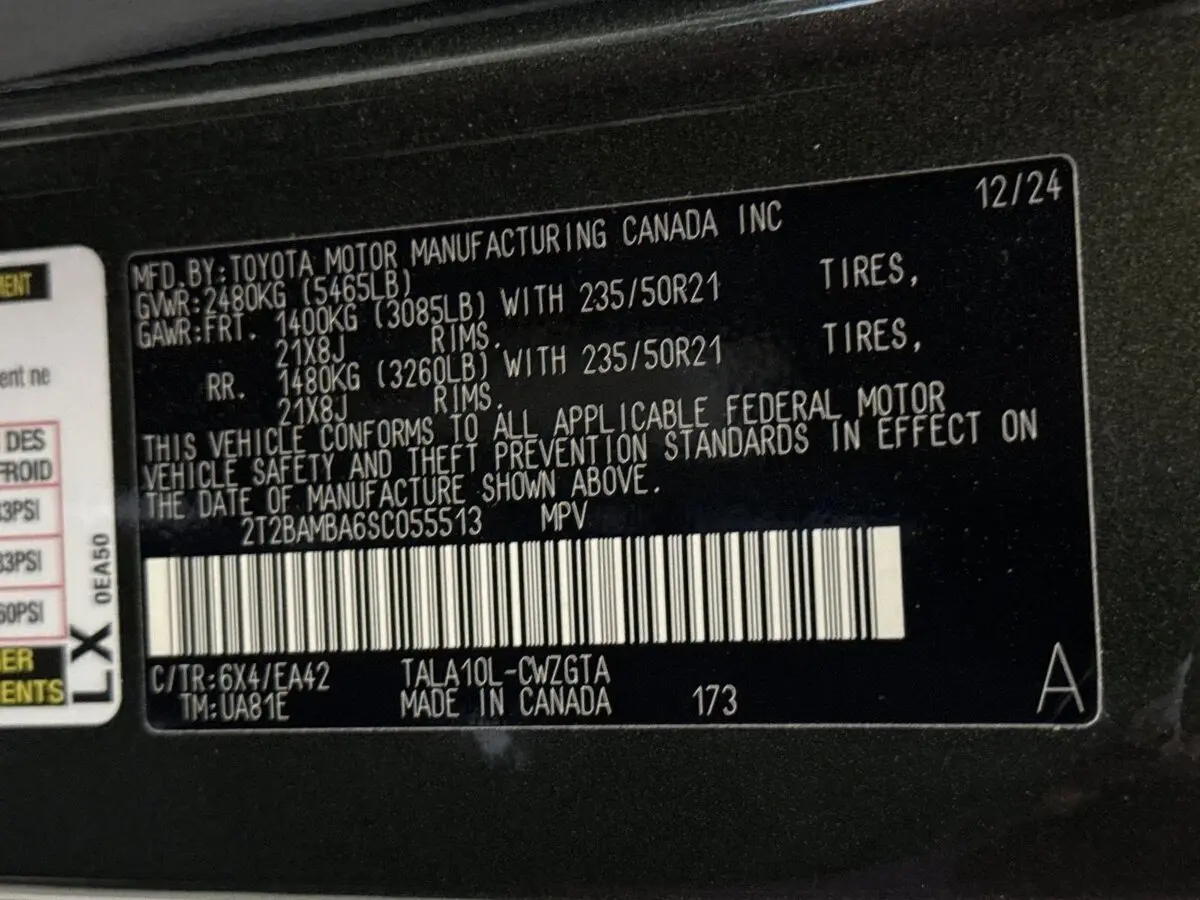 12/24
MFD.BY:TOYOTA MOTOR MANUFACTURING CANADA INC
GVWR:2480KG (5465LB)
GAWR:FRT. 1400KG (3085LB) WITH 235/50R21 TIRES,
21X8J RIMS.
RR. 1480KG (3260LB) WITH 235/50R21 TIRES,
21X8J RIMS.
THIS VEHICLE CONFORMS TO ALL APPLICABLE FEDERAL MOTOR
VEHICLE SAFETY AND THEFT PREVENTION STANDARDS IN EFFECT ON
THE DATE OF MANUFACTURE SHOWN ABOVE.
2T2BAMBA6SC055513 MPV
C/TR:6X4/EA42 TALA10L-CWZGTA
TM:UA81E MADE IN CANADA 173
A
DES
FROID
33PSI
60PSI
LX 0EA50